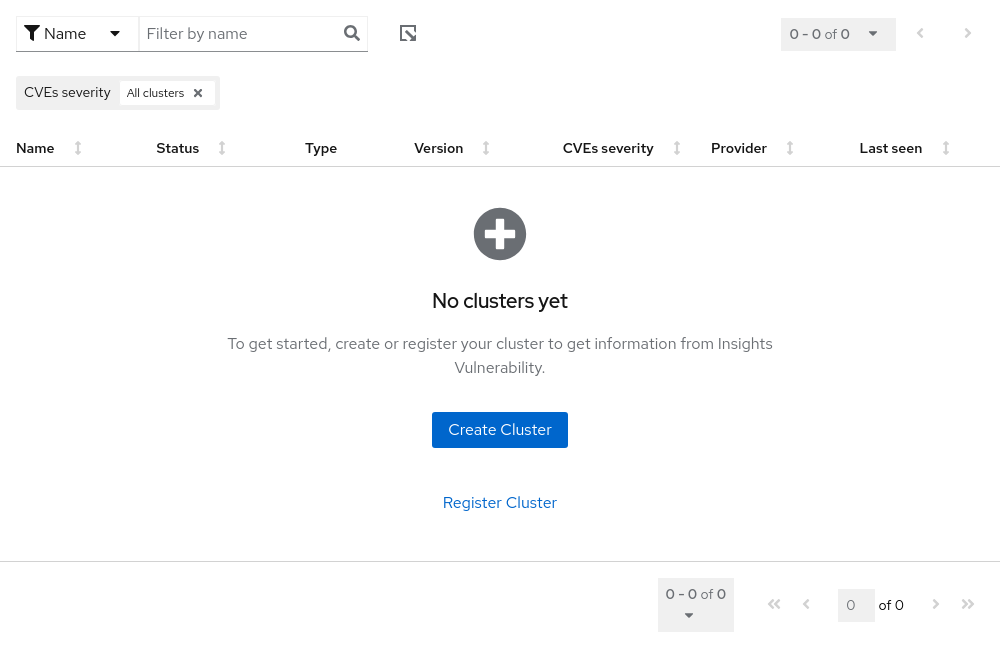 Name
Filter by name
0 - 0 of 0
CVEs severity All clusters
Name Status Type Version CVEs severity Provider Last seen
No clusters yet
To get started, create or register your cluster to get information from Insights
Vulnerability.
Create Cluster
Register Cluster
0 - 0 of 0
0 of 0